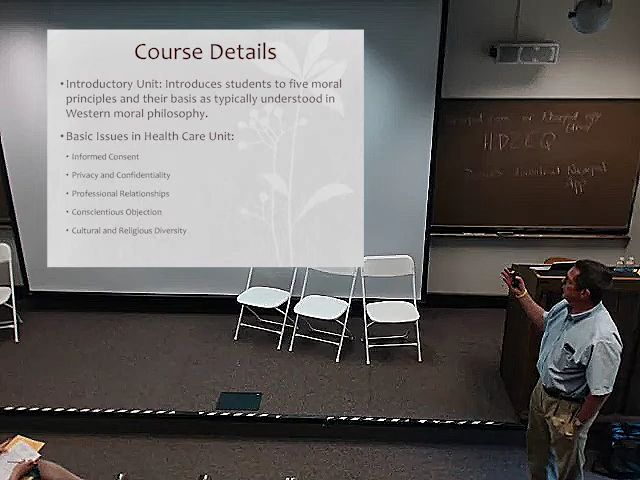 Course Details
• Introductory Unit: Introduces students to five moral
principles and their basis as typically understood in
Western moral philosophy.
• Basic Issues in Health Care Unit:
• Informed Consent
• Privacy and Confidentiality
• Professional Relationships
• Conscientious Objection
• Cultural and Religious Diversity
or
App